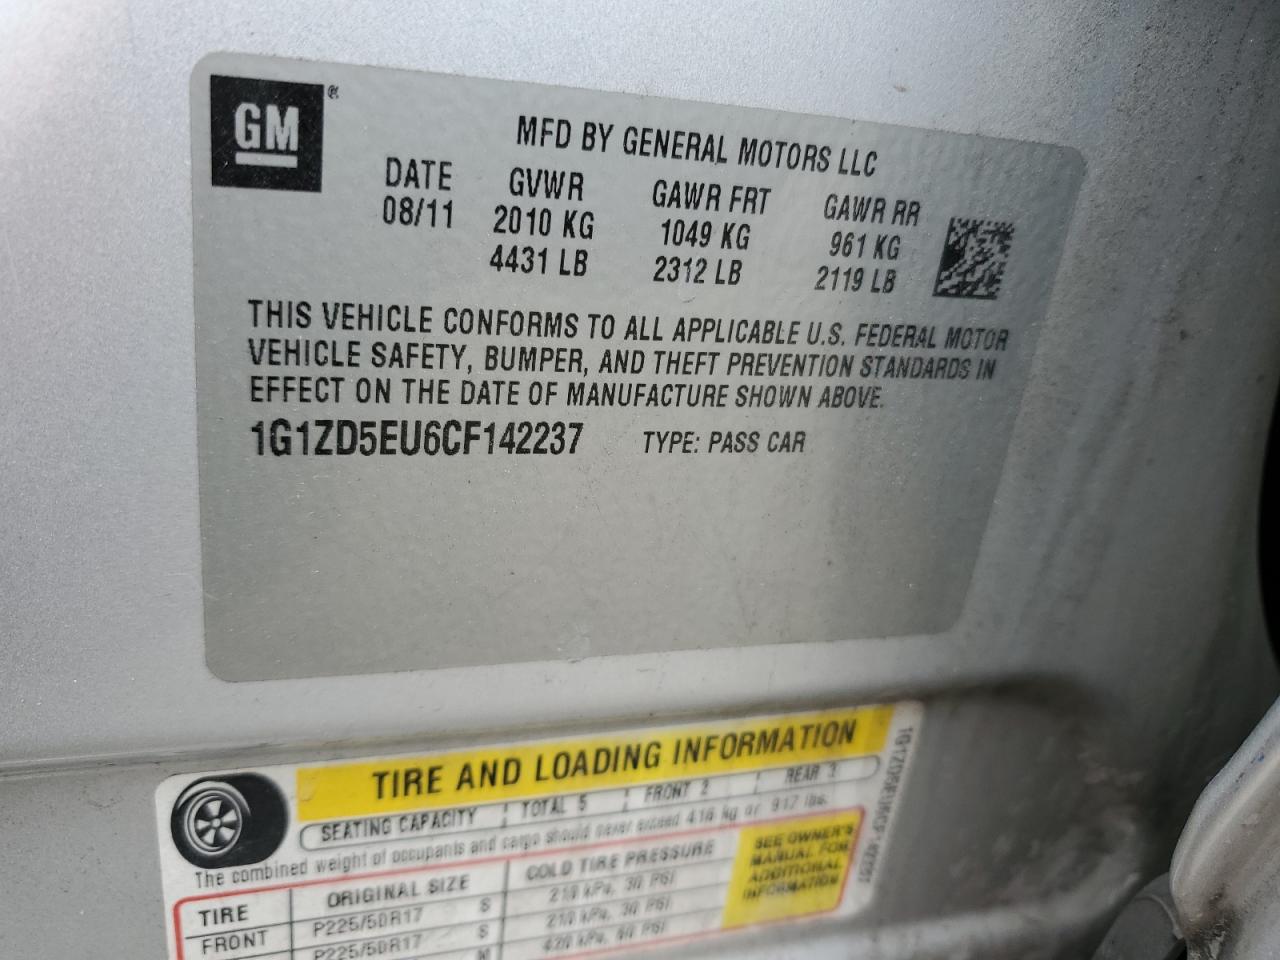 GM
MFD BY GENERAL MOTORS LLC
DATE GVWR GAWR FRT GAWR RR
08/11 2010 KG 1049 KG 961 KG
4431 LB 2312 LB 2119 LB
THIS VEHICLE CONFORMS TO ALL APPLICABLE U.S. FEDERAL MOTOR
VEHICLE SAFETY, BUMPER, AND THEFT PREVENTION STANDARDS IN
EFFECT ON THE DATE OF MANUFACTURE SHOWN ABOVE.
1G1ZD5EU6CF142237 TYPE: PASS CAR
TIRE AND LOADING INFORMATION
SEATING CAPACITY TOTAL 5 FRONT 2 REAR 3
The combined weight of occupants and cargo should never exceed 416 kg or 917 lbs.
TIRE ORIGINAL SIZE COLD TIRE PRESSURE
FRONT P225/50R17 S 210 kPa, 30 PSI
P225/50R17 S 210 kPa, 30 PSI
420 kPa, 60 PSI
SEE OWNER'S
MANUAL FOR
ADDITIONAL
INFORMATION